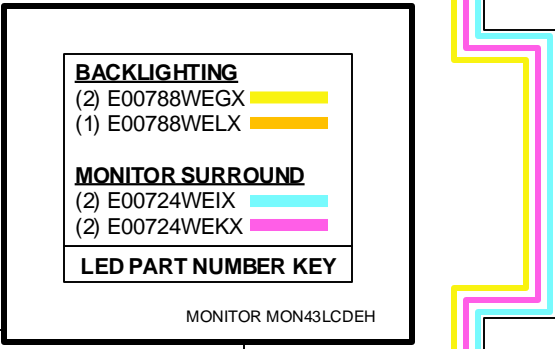 BACKLIGHTING
(2) E00788WEGX
(1) E00788WELX
MONITOR SURROUND
(2) E00724WEIX
(2) E00724WEKX
LED PART NUMBER KEY
MONITOR MON43LCDEH